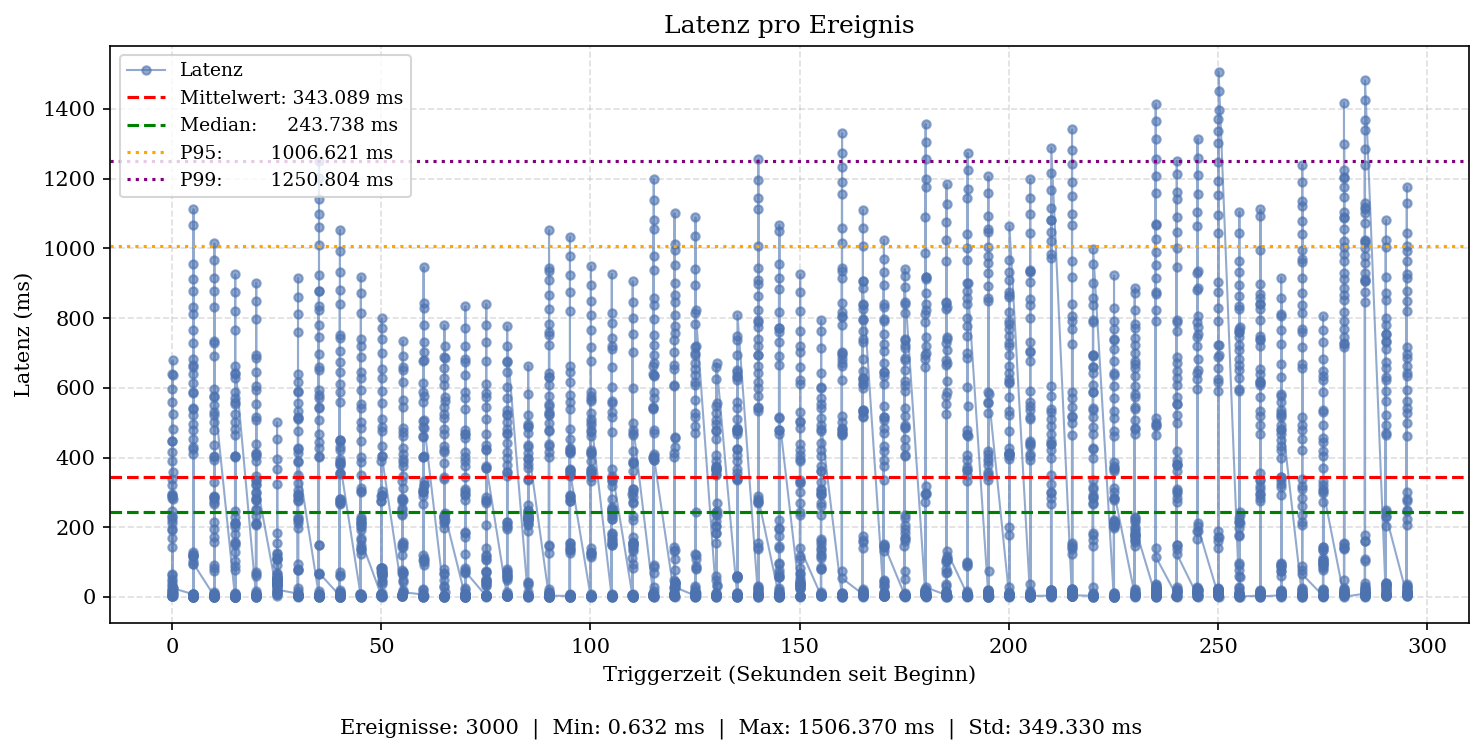 Latenz pro Ereignis
Latenz
Mittelwert: 343.089 ms
Median: 243.738 ms
P95: 1006.621 ms
P99: 1250.804 ms
Latenz (ms)
1400
1200
1000
800
600
400
200
0
0 50 100 150 200 250 300
Triggerzeit (Sekunden seit Beginn)
Ereignisse: 3000 | Min: 0.632 ms | Max: 1506.370 ms | Std: 349.330 ms